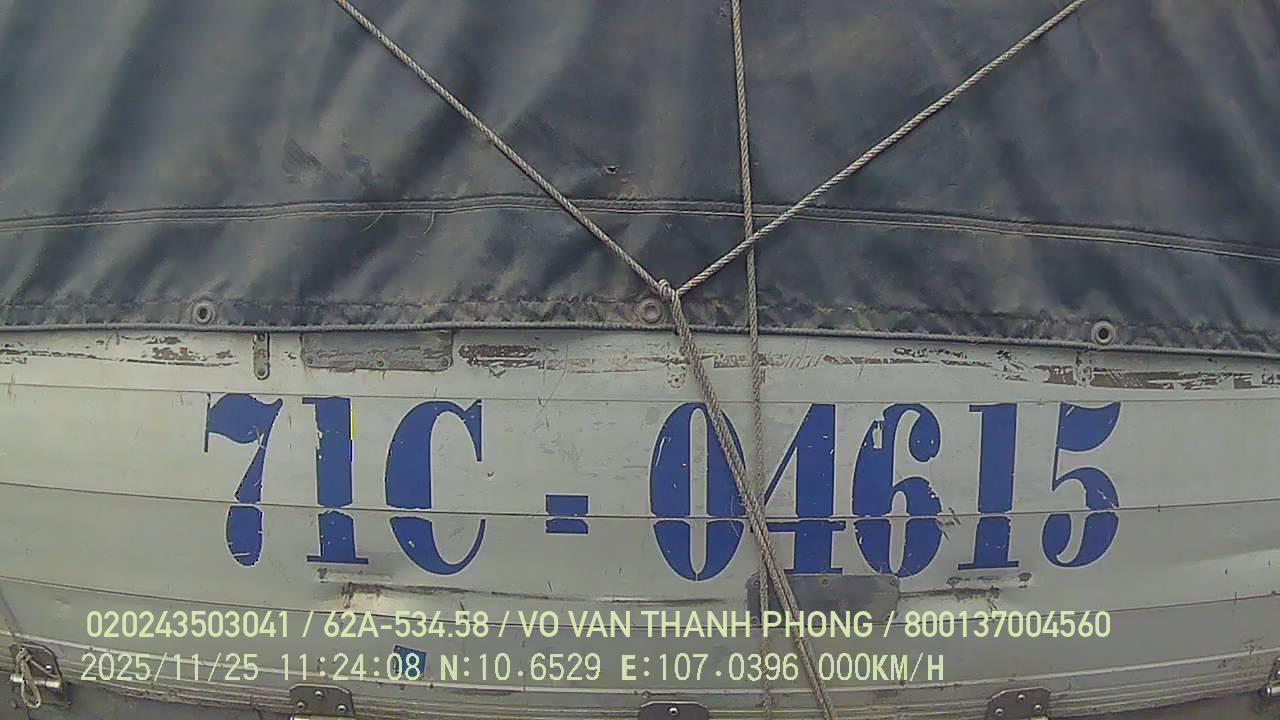 71C - 04615
020243503041 / 62A-534.58 / VO VAN THANH PHONG / 800137004560
2025/11/25 11:24:08 N:10.6529 E:107.0396 000KM/H